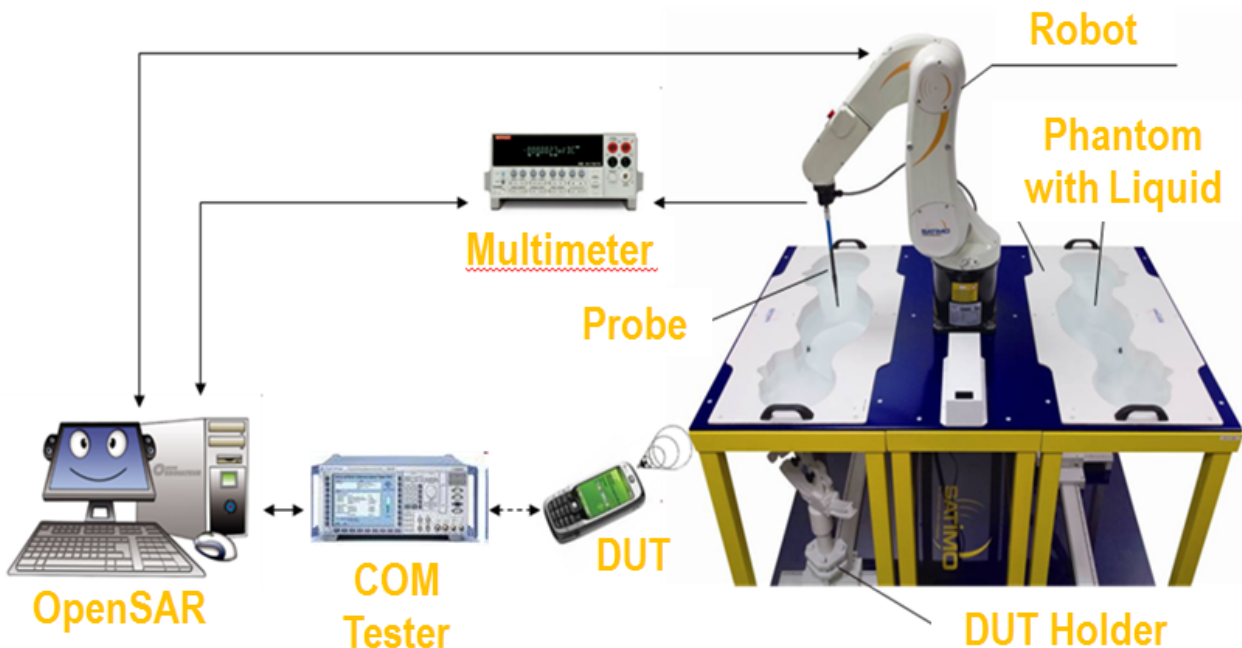 Robot
Phantom
with Liquid
Multimeter
Probe
SATIMO
SATIMO
OpenSAR
COM
Tester
DUT
DUT Holder